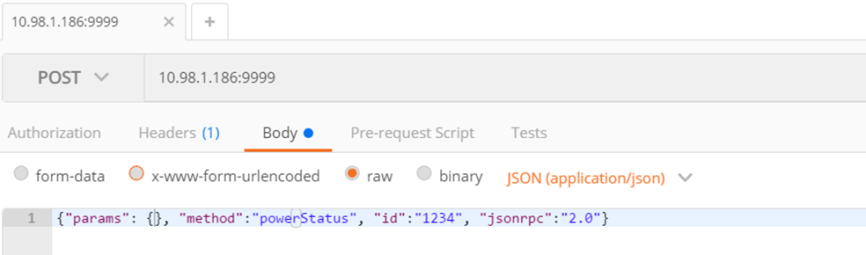 10.98.1.186:9999 × +
POST 10.98.1.186:9999
Authorization Headers (1) Body Pre-request Script Tests
form-data x-www-form-urlencoded raw binary JSON (application/json)
1 {"params": {}, "method":"powerStatus", "id":"1234", "jsonrpc":"2.0"}